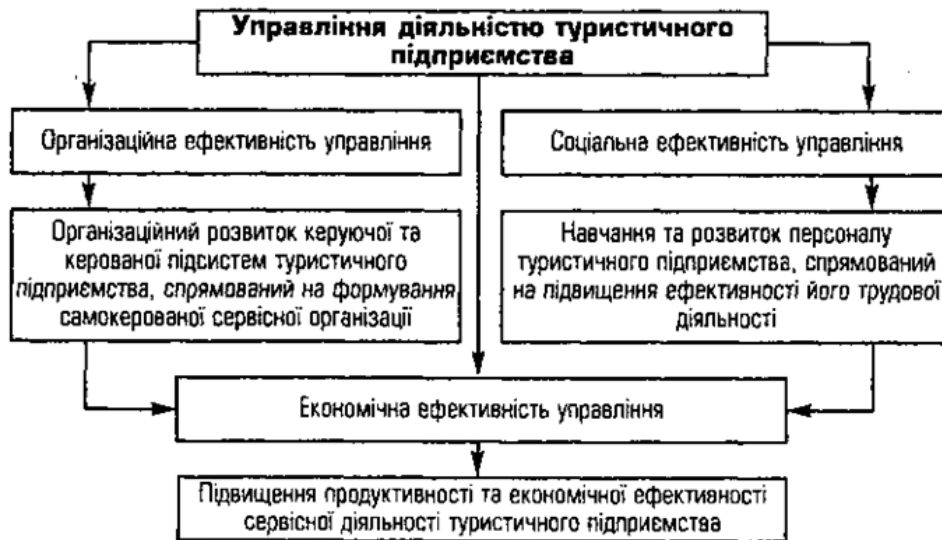 Управління діяльністю туристичного
підприємства
Організаційна ефективність управління
Соціальна ефективність управління
Організаційний розвиток керуючої та
керованої підсистем туристичного
підприємства, спрямований на формування
самокерованої сервісної організації
Навчання та розвиток персоналу
туристичного підприємства, спрямований
на підвищення ефективності його трудової
діяльності
Економічна ефективність управління
Підвищення продуктивності та економічної ефективності
сервісної діяльності туристичного підприємства